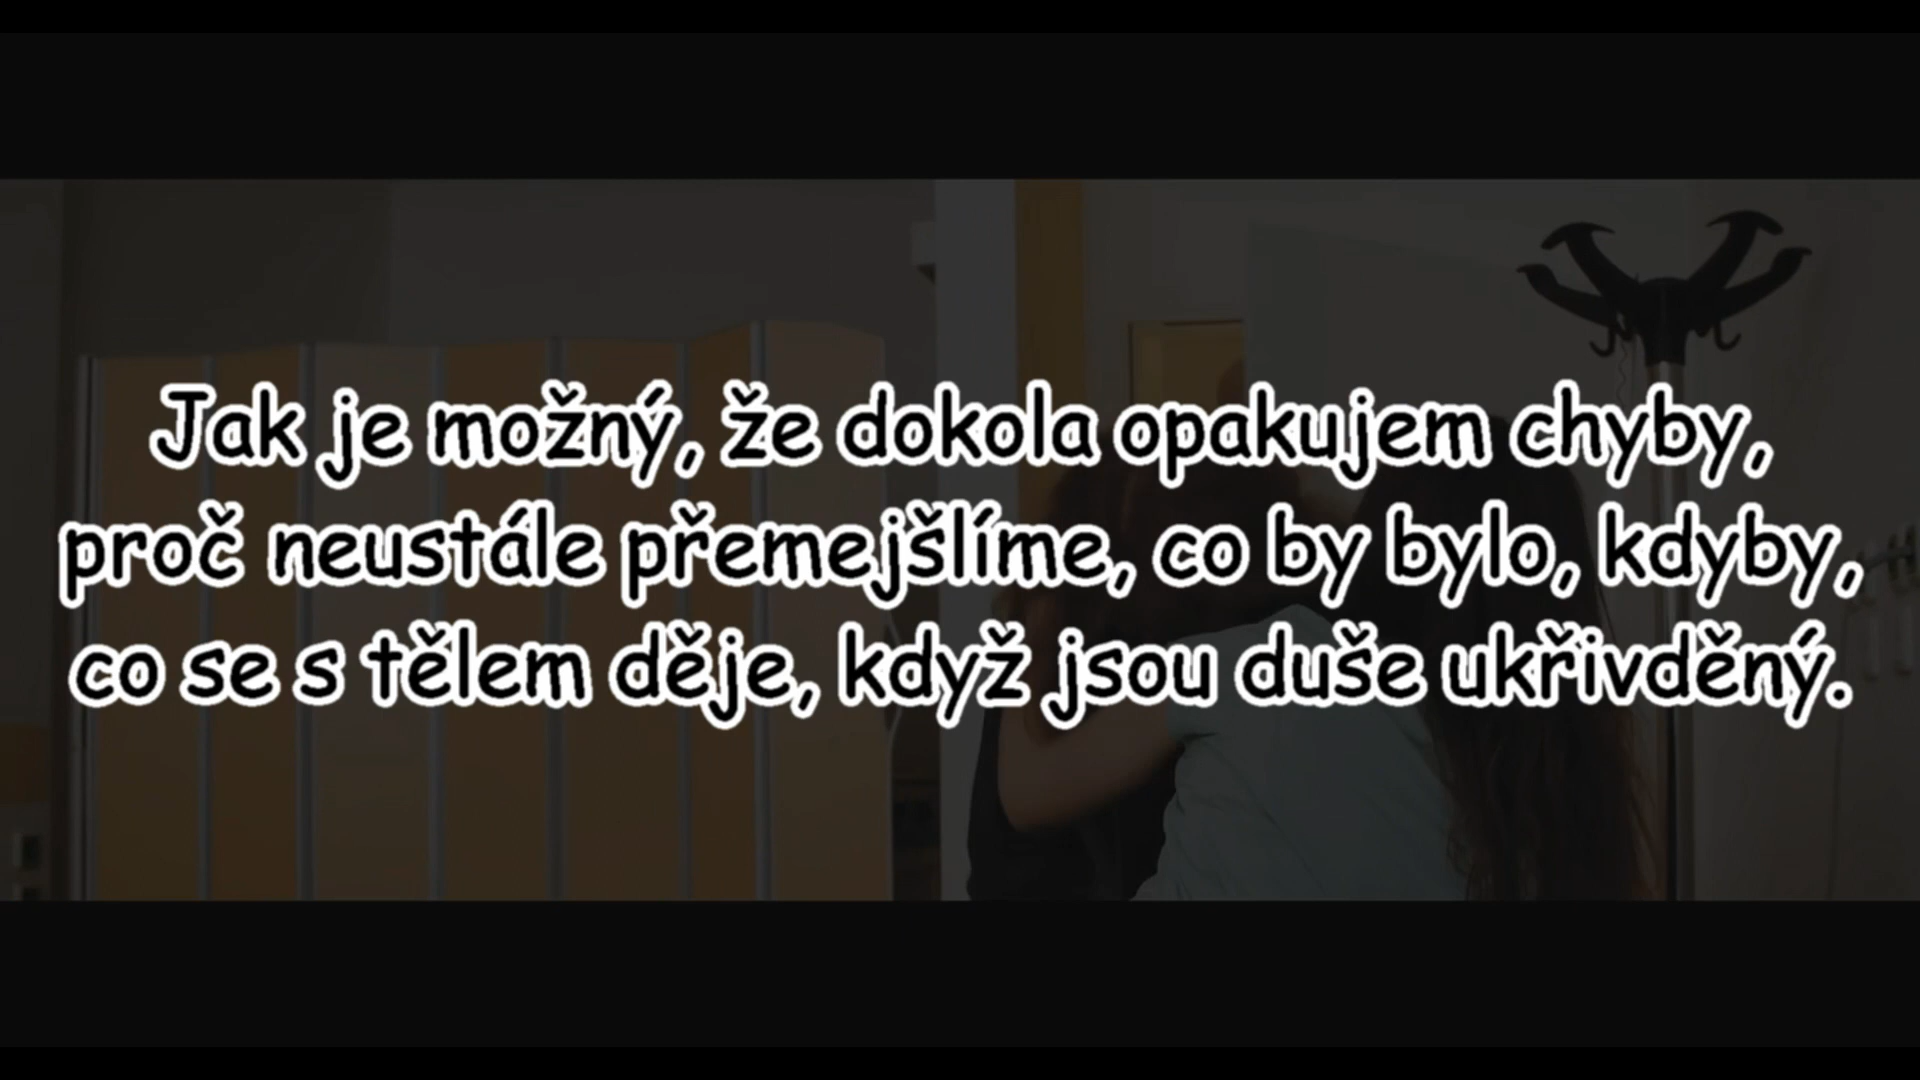 Jak je možný, že dokola opakujem chyby,
proč neustále přemejšlíme, co by bylo, kdyby,
co se s tělem děje, když jsou duše ukřivděný.